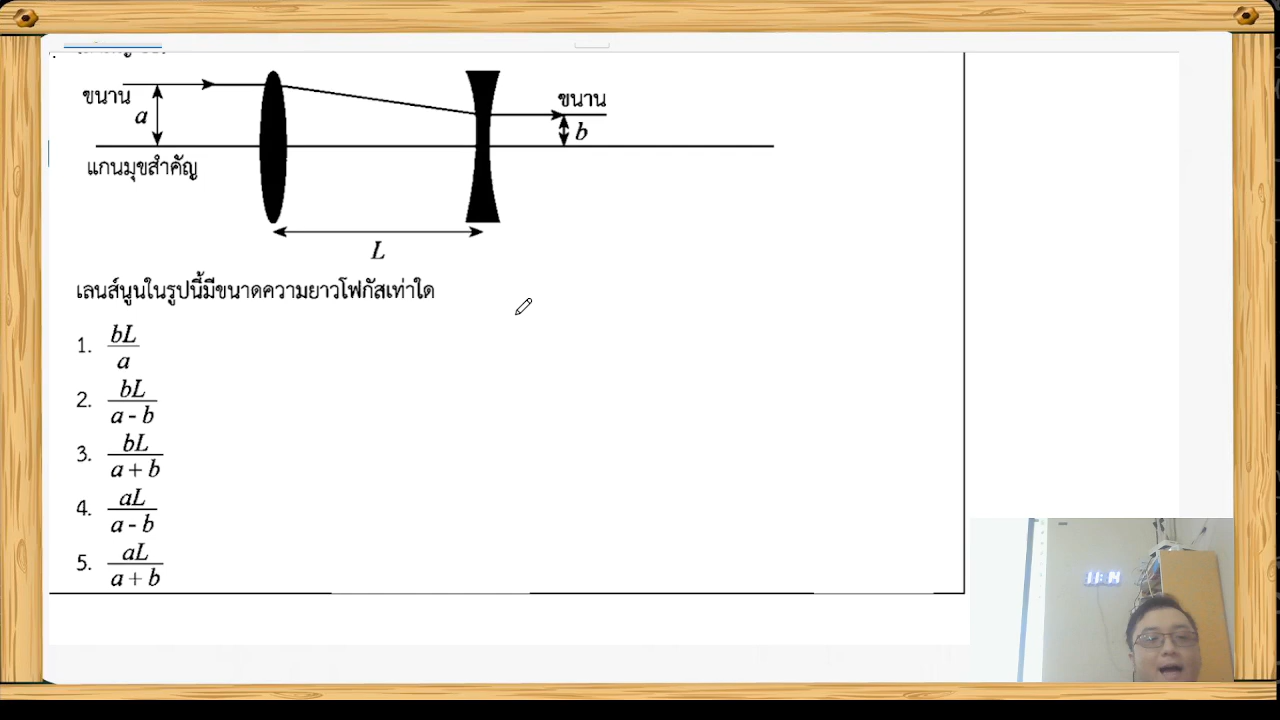 ขนาน
a
ขนาน
b
แกนมุขสำคัญ
L
เลนส์นูนในรูปนี้มีขนาดความยาวโฟกัสเท่าใด
1. bL/a
2. bL/(a - b)
3. bL/(a + b)
4. aL/(a - b)
5. aL/(a + b)